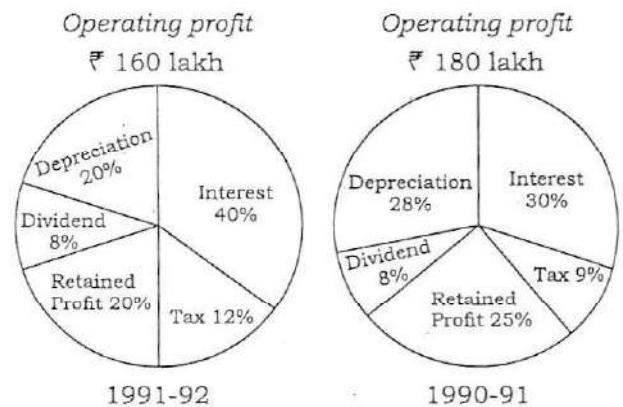 Operating profit
₹ 160 lakh
Depreciation
20%
Interest
40%
Dividend
8%
Retained
Profit 20%
Tax 12%
1991-92
Operating profit
₹ 180 lakh
Depreciation
28%
Interest
30%
Dividend
8%
Tax 9%
Retained
Profit 25%
1990-91